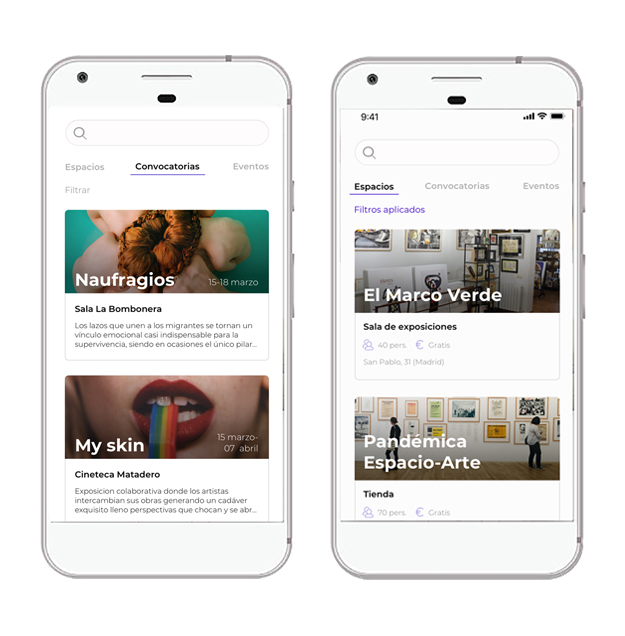 Espacios Convocatorias Eventos
Filtrar
Naufragios 15-18 marzo
Sala La Bombonera
Los lazos que unen a los migrantes se tornan un
vínculo emocional casi indispensable para la
supervivencia, siendo en ocasiones el único pilar...
My skin 15 marzo-
07 abril
Cineteca Matadero
Exposicion colaborativa donde los artistas
intercambian sus obras generando un cadáver
exquisito lleno perspectivas que chocan y se abr...
9:41
Espacios Convocatorias Eventos
Filtros aplicados
El Marco Verde
Sala de exposiciones
40 pers. € Gratis
San Pablo, 31 (Madrid)
Pandémica
Espacio-Arte
Tienda
70 pers. € Gratis